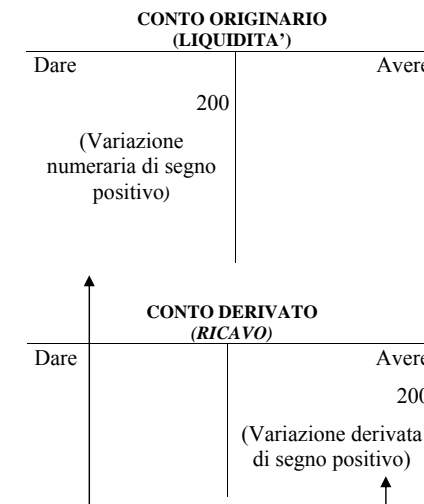 CONTO ORIGINARIO
(LIQUIDITA’)
Dare Avere
200
(Variazione
numeraria di segno
positivo)
CONTO DERIVATO
(RICAVO)
Dare Avere
200
(Variazione derivata
di segno positivo)